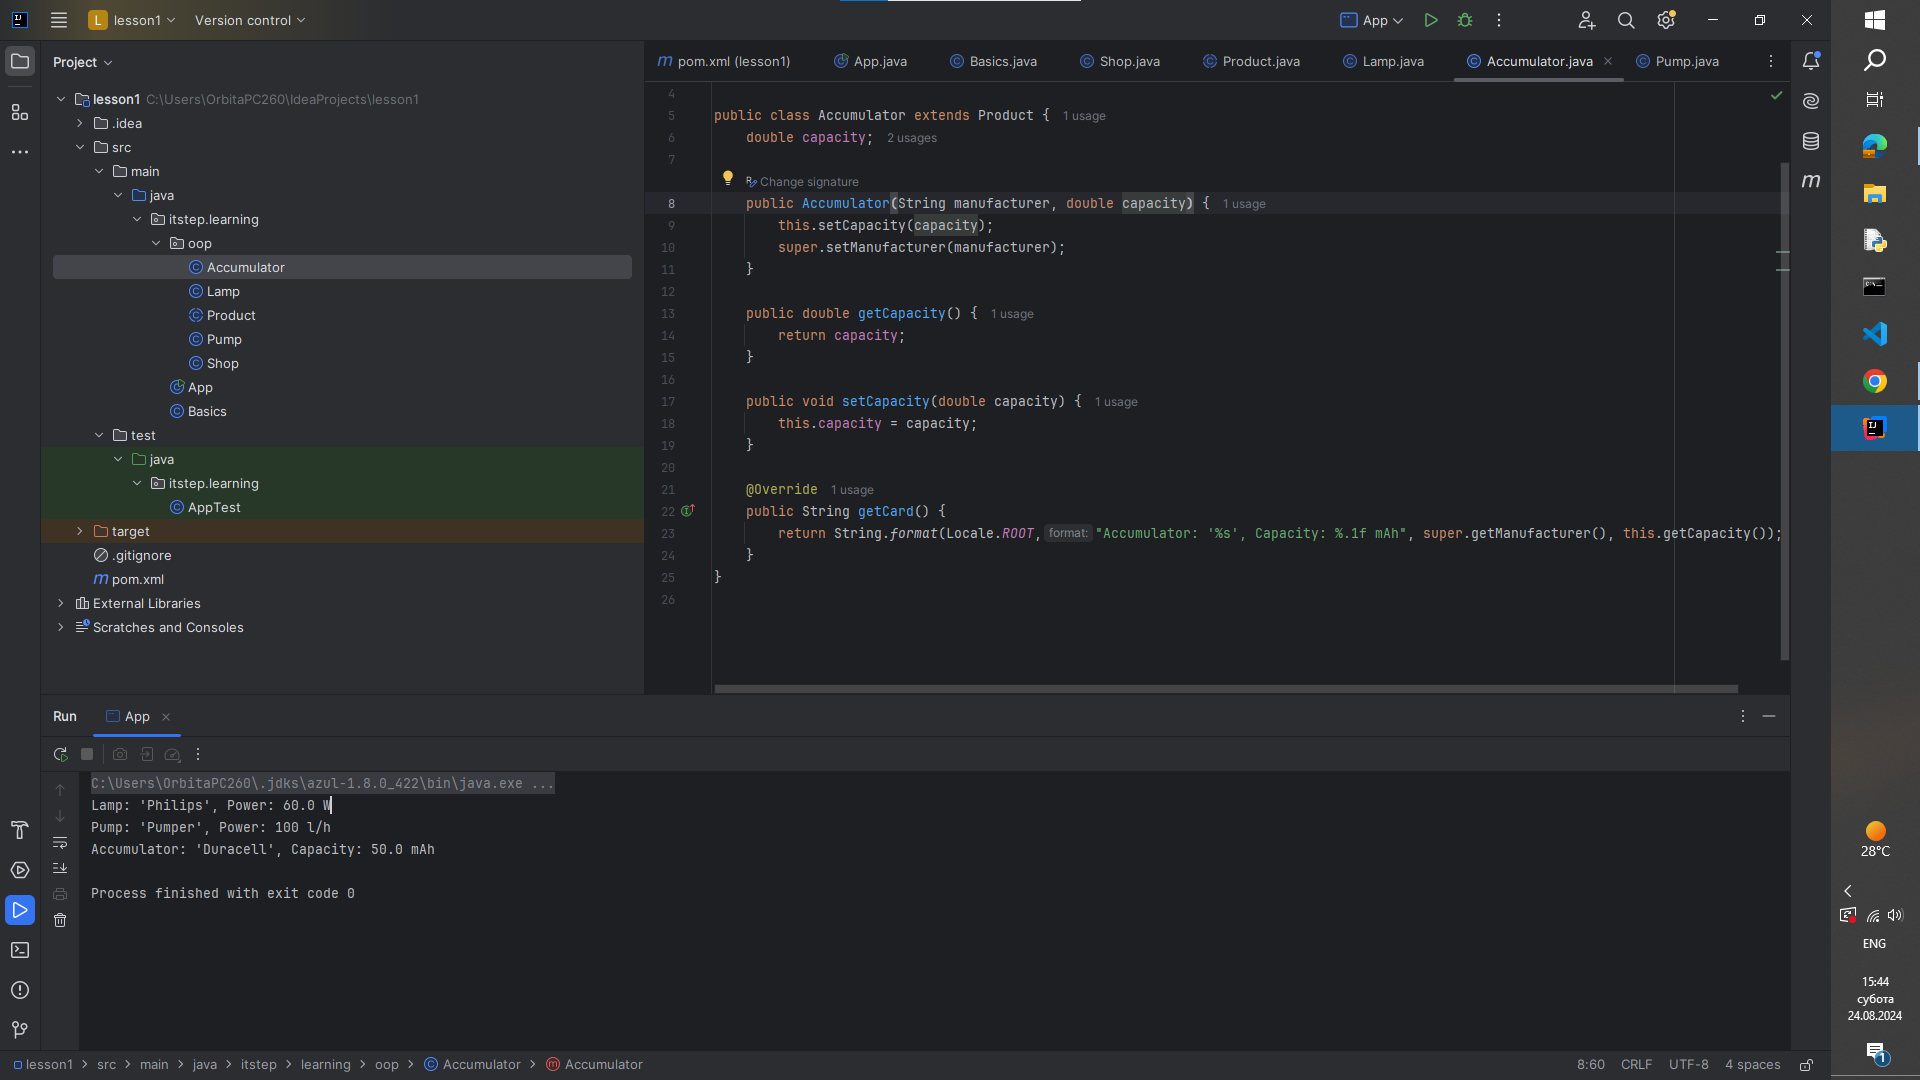 L lesson1 Version control App
Project
lesson1 C:\Users\OrbitaPC260\IdeaProjects\lesson1
.idea
src
main
java
itstep.learning
oop
Accumulator
Lamp
Product
Pump
Shop
App
Basics
test
java
itstep.learning
AppTest
target
.gitignore
m pom.xml
External Libraries
Scratches and Consoles
m pom.xml (lesson1) App.java Basics.java Shop.java Product.java Lamp.java Accumulator.java Pump.java
4
5 public class Accumulator extends Product { 1 usage
6 double capacity; 2 usages
7
Change signature
8 public Accumulator(String manufacturer, double capacity) { 1 usage
9 this.setCapacity(capacity);
10 super.setManufacturer(manufacturer);
11 }
12
13 public double getCapacity() { 1 usage
14 return capacity;
15 }
16
17 public void setCapacity(double capacity) { 1 usage
18 this.capacity = capacity;
19 }
20
21 @Override 1 usage
22 public String getCard() {
23 return String.format(Locale.ROOT, format: "Accumulator: '%s', Capacity: %.1f mAh", super.getManufacturer(), this.getCapacity());
24 }
25 }
26
Run App
C:\Users\OrbitaPC260\.jdks\azul-1.8.0_422\bin\java.exe ...
Lamp: 'Philips', Power: 60.0 W
Pump: 'Pumper', Power: 100 l/h
Accumulator: 'Duracell', Capacity: 50.0 mAh
Process finished with exit code 0
lesson1 > src > main > java > itstep > learning > oop > Accumulator > Accumulator
8:60 CRLF UTF-8 4 spaces
m
28°C
ENG
15:44
субота
24.08.2024
1